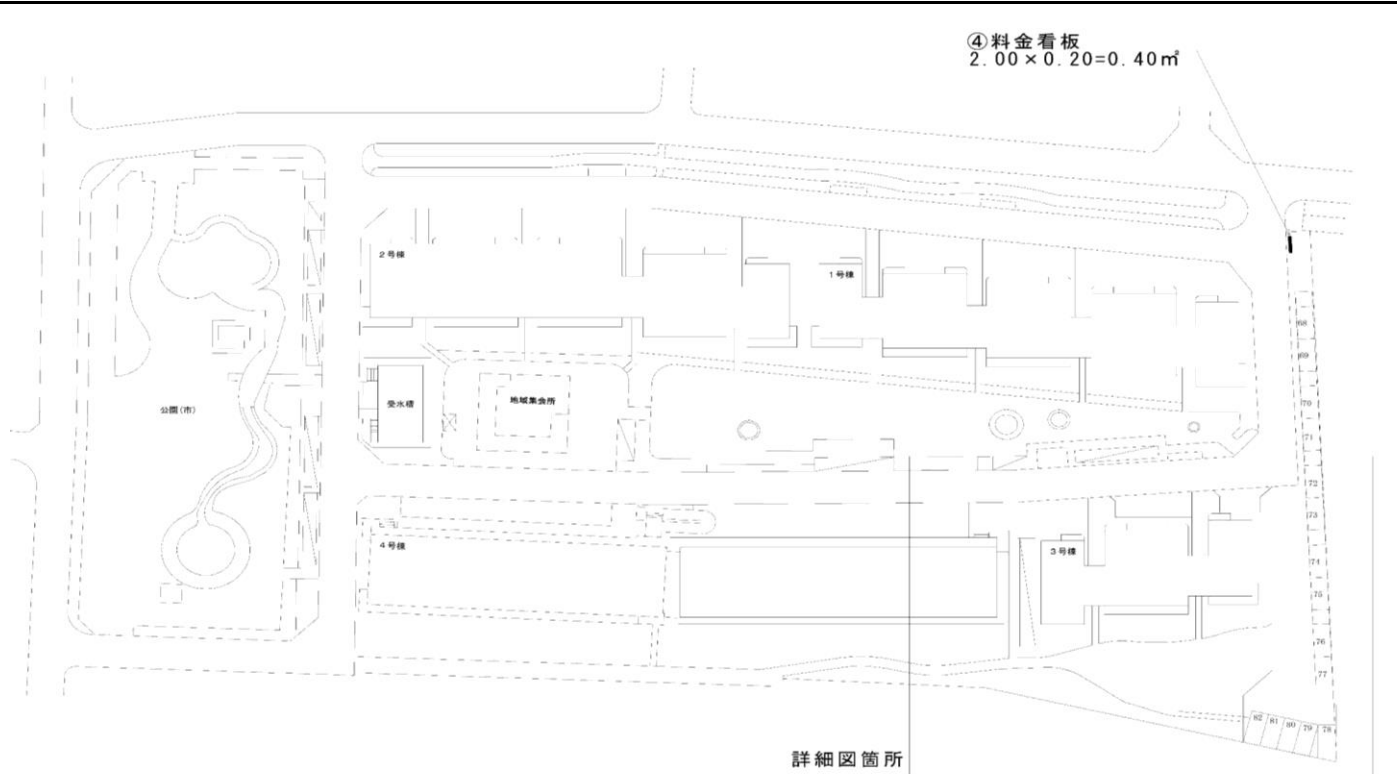 ④料金看板
2.00×0.20=0.40㎡
2号棟
1号棟
68
69
70
受水槽
地域集会所
公園(市)
71
72
73
4号棟
3号棟
74
75
76
77
82 81 80 79 78
詳細図箇所